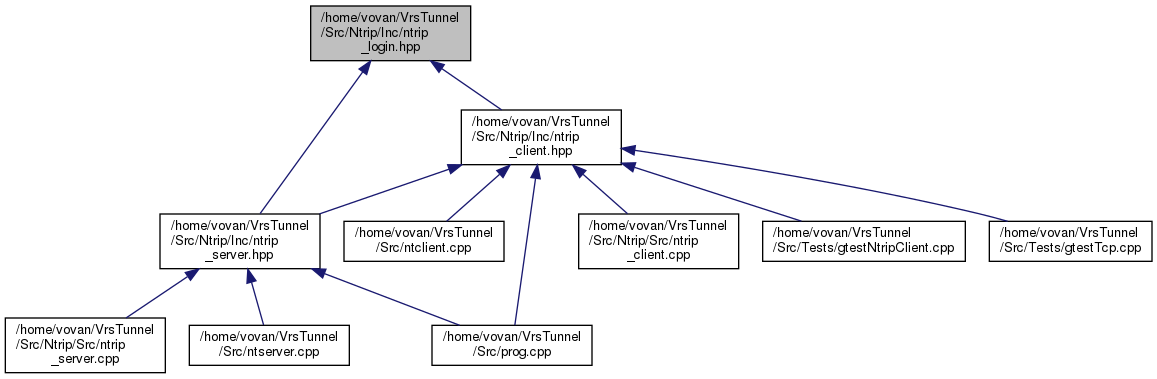 /home/vovan/VrsTunnel
/Src/Ntrip/Inc/ntrip
_login.hpp
/home/vovan/VrsTunnel
/Src/Ntrip/Inc/ntrip
_client.hpp
/home/vovan/VrsTunnel
/Src/Ntrip/Inc/ntrip
_server.hpp
/home/vovan/VrsTunnel
/Src/ntclient.cpp
/home/vovan/VrsTunnel
/Src/Ntrip/Src/ntrip
_client.cpp
/home/vovan/VrsTunnel
/Src/Tests/gtestNtripClient.cpp
/home/vovan/VrsTunnel
/Src/Tests/gtestTcp.cpp
/home/vovan/VrsTunnel
/Src/Ntrip/Src/ntrip
_server.cpp
/home/vovan/VrsTunnel
/Src/ntserver.cpp
/home/vovan/VrsTunnel
/Src/prog.cpp